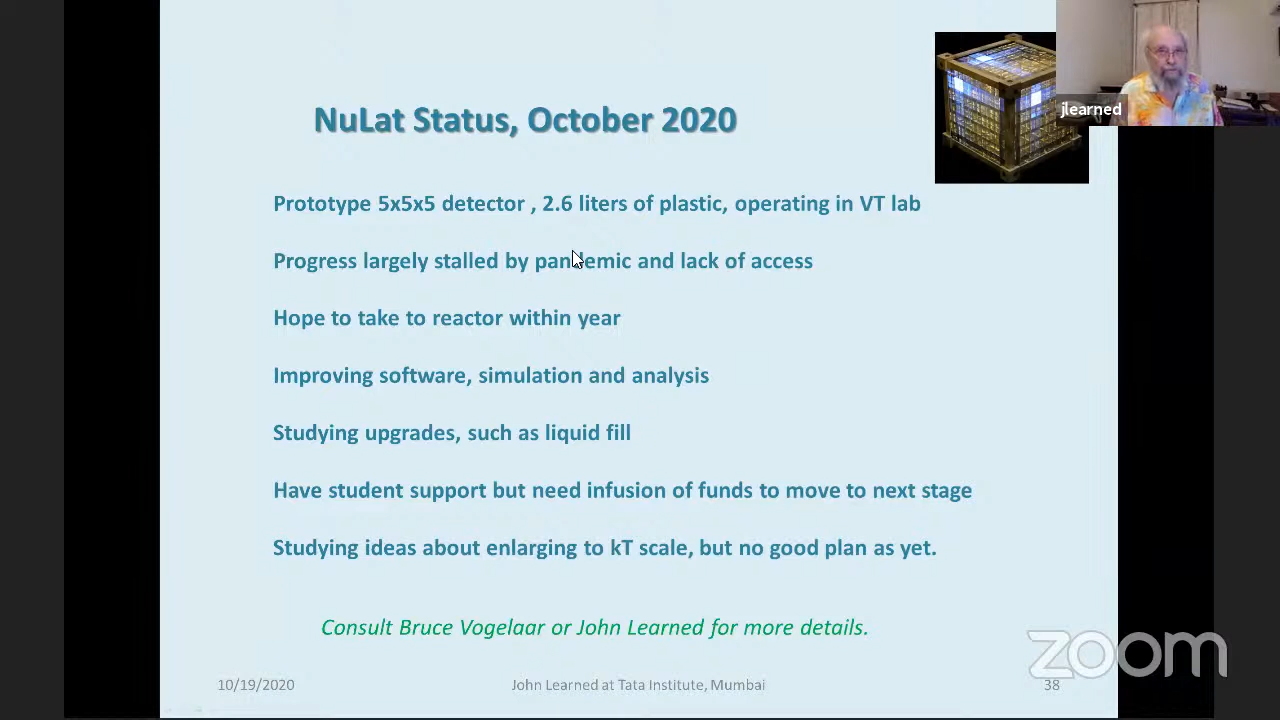 NuLat Status, October 2020
jlearned
Prototype 5x5x5 detector , 2.6 liters of plastic, operating in VT lab
Progress largely stalled by pandemic and lack of access
Hope to take to reactor within year
Improving software, simulation and analysis
Studying upgrades, such as liquid fill
Have student support but need infusion of funds to move to next stage
Studying ideas about enlarging to kT scale, but no good plan as yet.
Consult Bruce Vogelaar or John Learned for more details.
zoom
10/19/2020
John Learned at Tata Institute, Mumbai
38